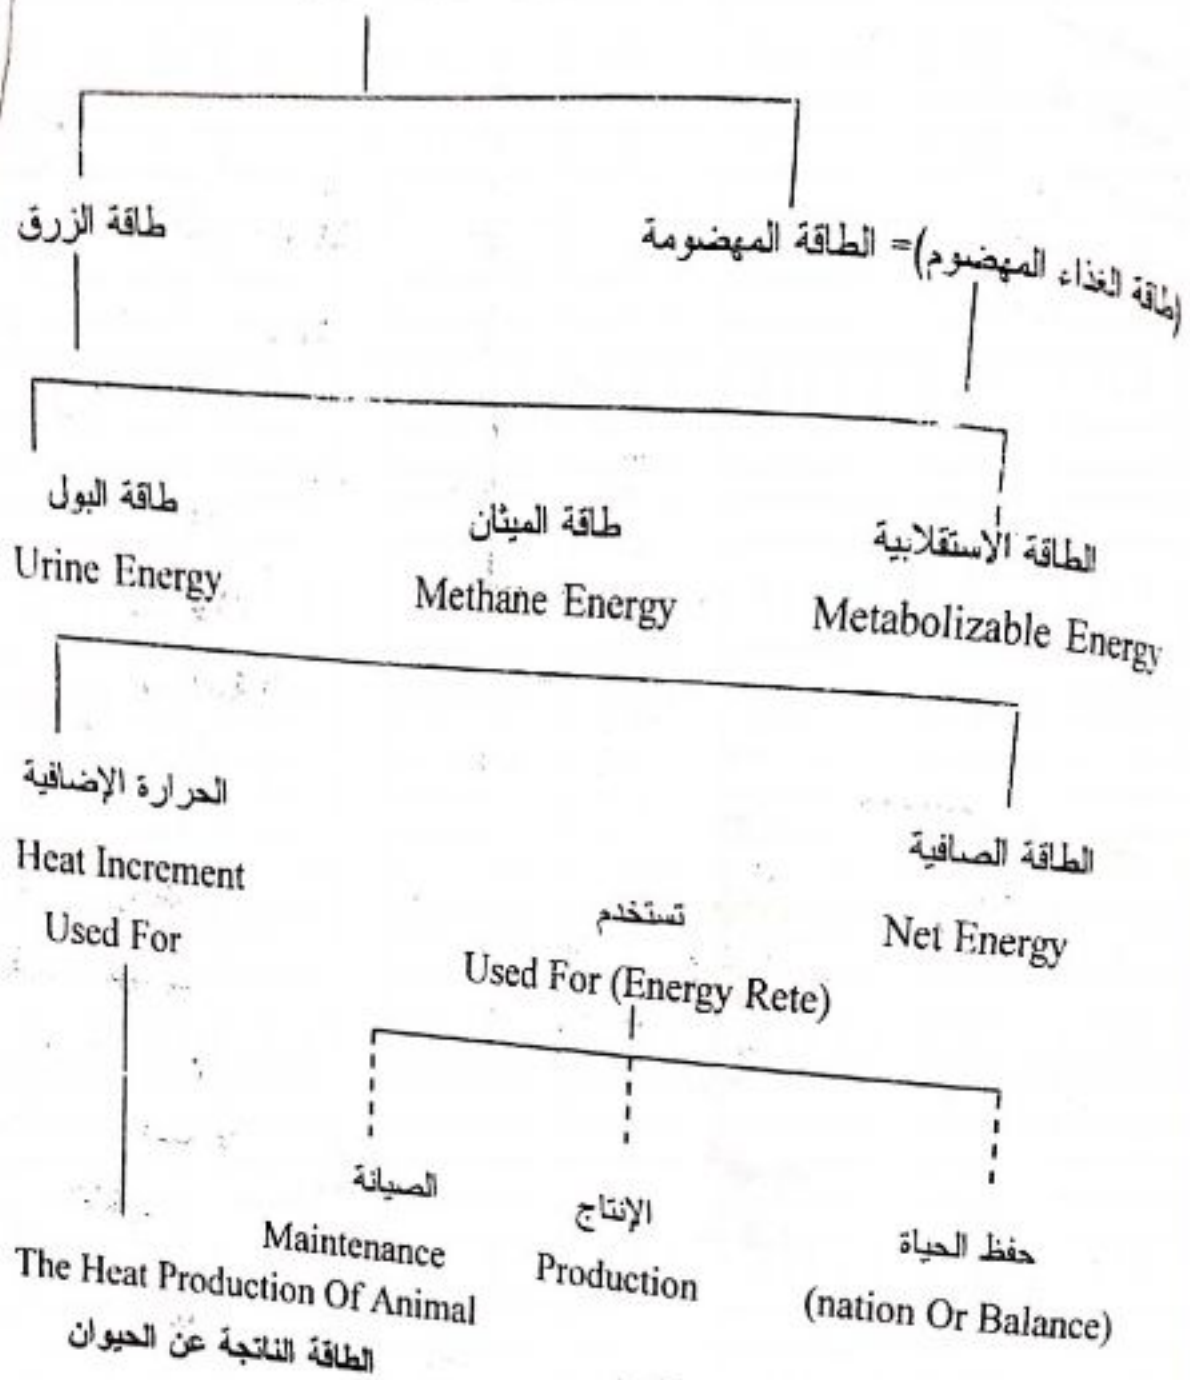 طاقة الزرق
(طاقة الغذاء المهضوم)= الطاقة المهضومة
طاقة البول
Urine Energy
طاقة الميثان
Methane Energy
الطاقة الاستقلابية
Metabolizable Energy
الحرارة الإضافية
Heat Increment
Used For
الطاقة الصافية
Net Energy
تستخدم
Used For (Energy Rete)
الصيانة
Maintenance
الإنتاج
Production
حفظ الحياة
(nation Or Balance)
The Heat Production Of Animal
الطاقة الناتجة عن الحيوان